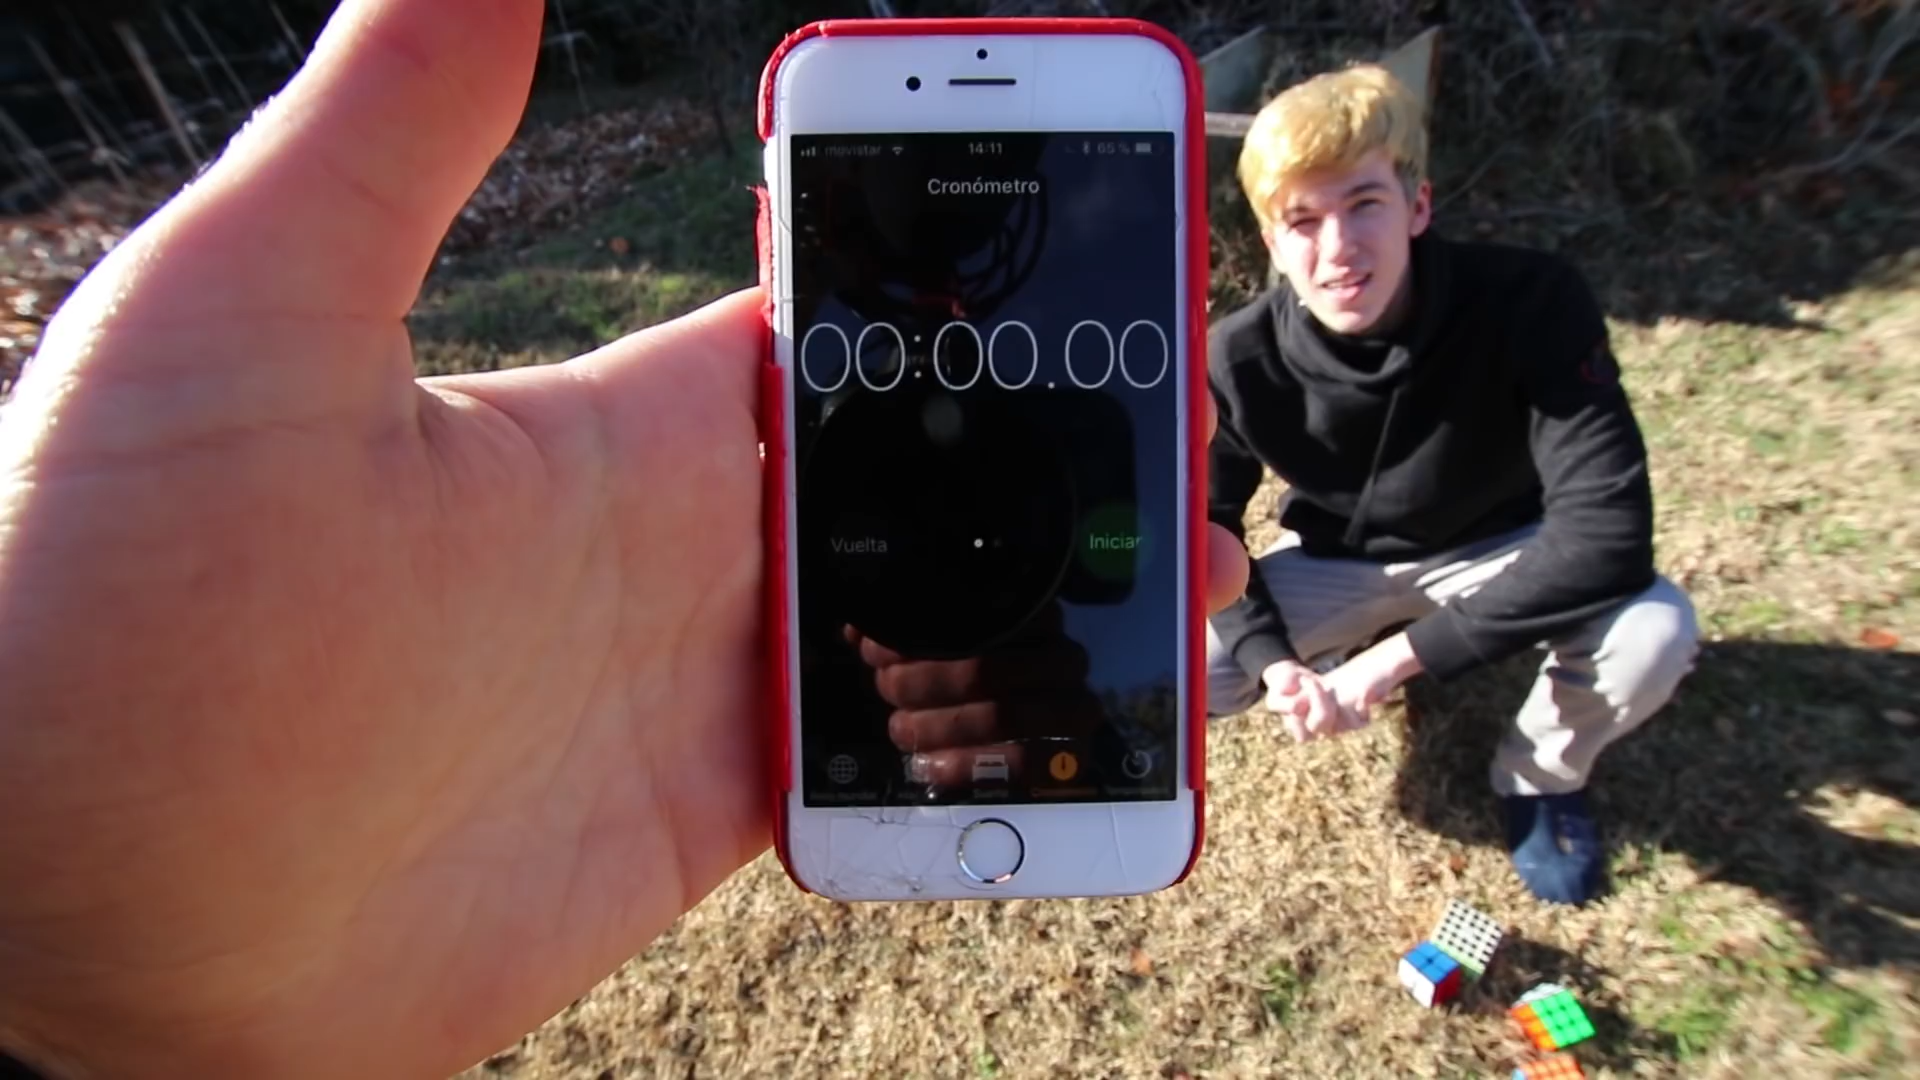 movistar 14:11 65 %
Cronómetro
00:00.00
Vuelta Iniciar